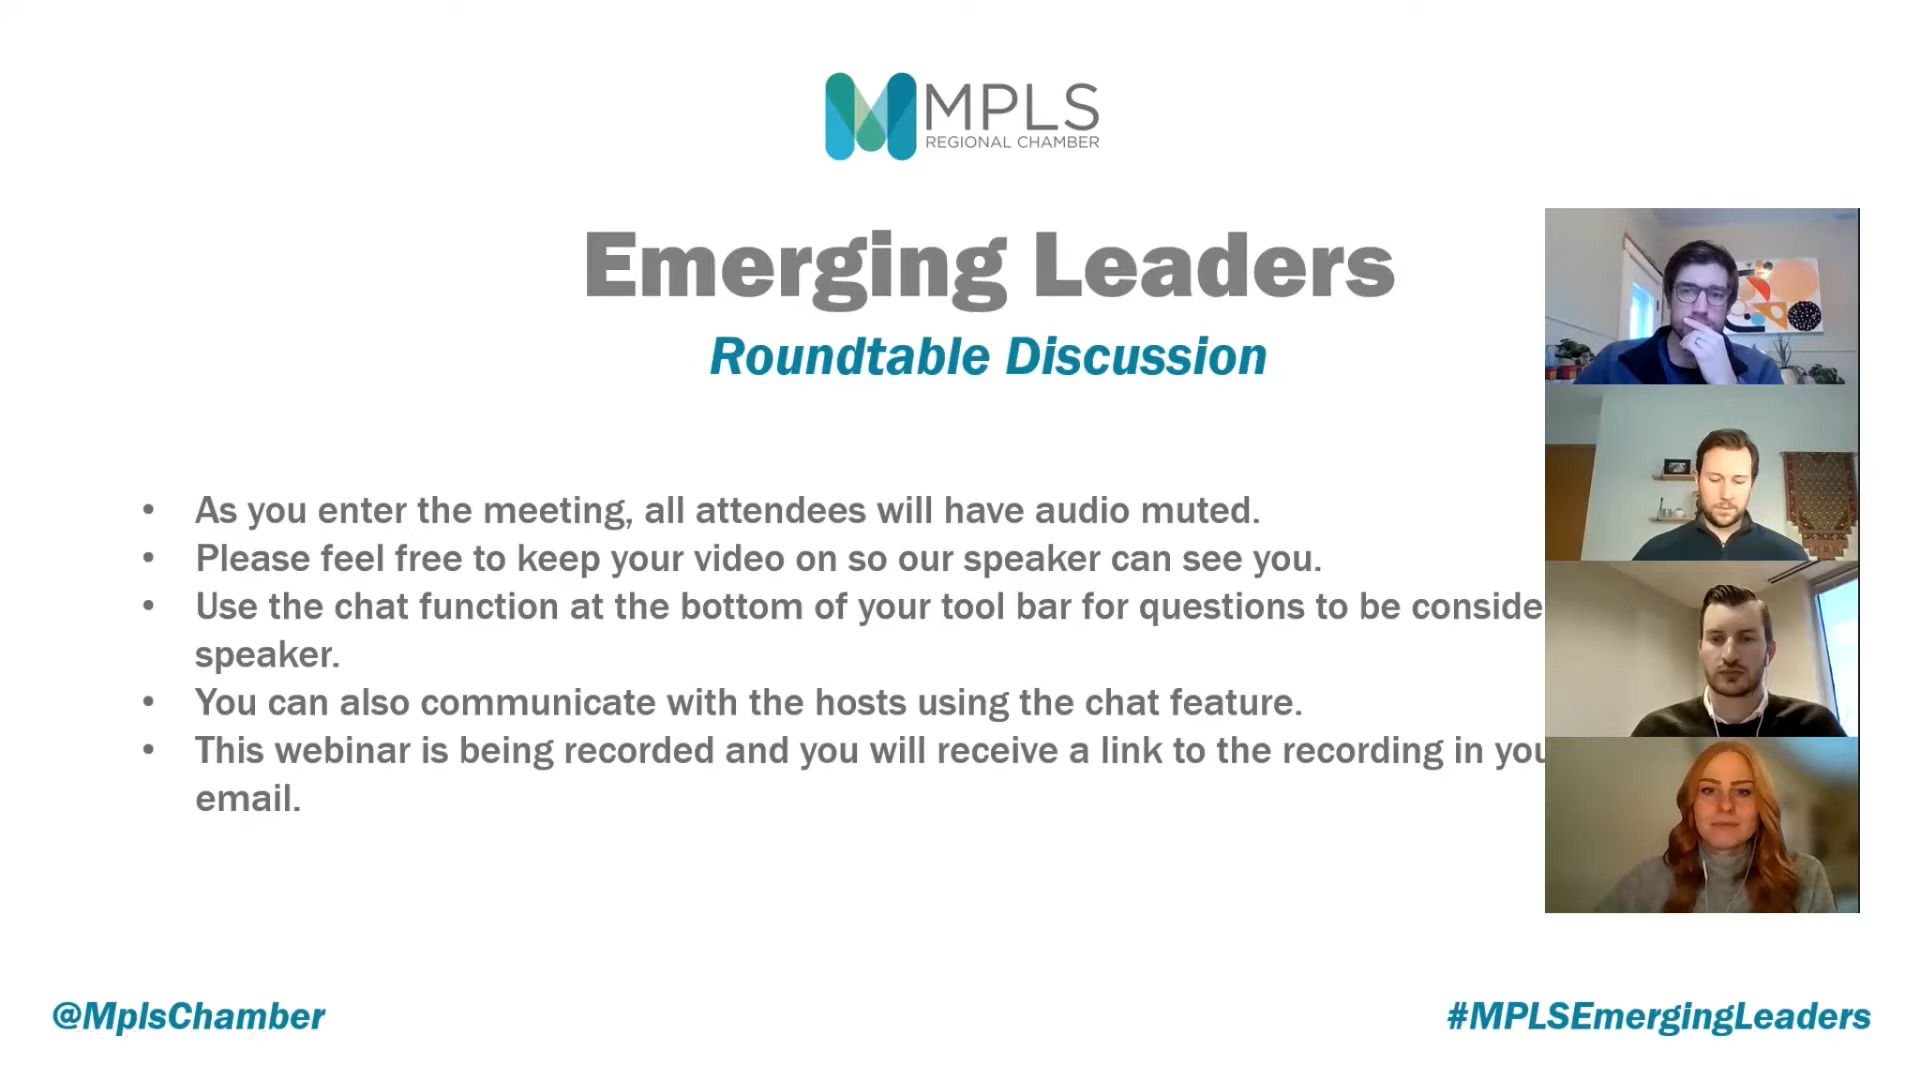 MPLS
REGIONAL CHAMBER
Emerging Leaders
Roundtable Discussion
• As you enter the meeting, all attendees will have audio muted.
• Please feel free to keep your video on so our speaker can see you.
• Use the chat function at the bottom of your tool bar for questions to be conside
speaker.
• You can also communicate with the hosts using the chat feature.
• This webinar is being recorded and you will receive a link to the recording in you
email.
@MplsChamber
#MPLSEmergingLeaders